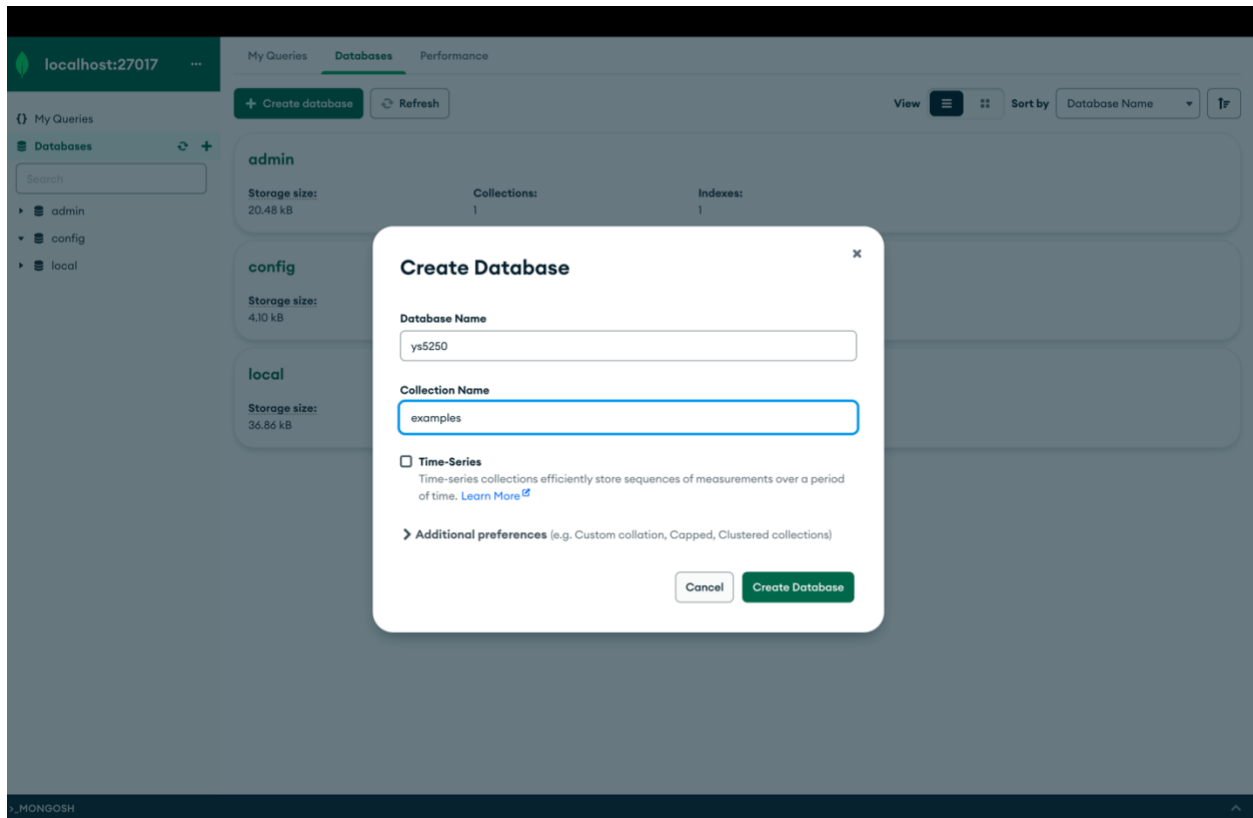 localhost:27017 ...
{} My Queries
Databases
Search
admin
config
local
My Queries Databases Performance
+ Create database Refresh View Sort by Database Name
admin
Storage size: Collections: Indexes:
20.48 kB 1 1
config
Storage size:
4.10 kB
local
Storage size:
36.86 kB
Create Database
Database Name
ys5250
Collection Name
examples
Time-Series
Time-series collections efficiently store sequences of measurements over a period
of time. Learn More
Additional preferences (e.g. Custom collation, Capped, Clustered collections)
Cancel Create Database
>_MONGOSH